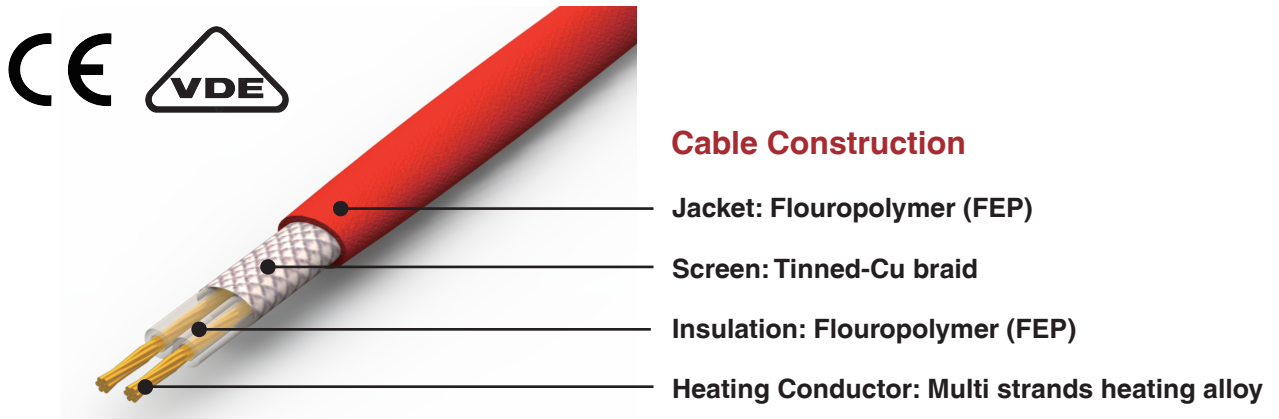 CE
VDE
Cable Construction
Jacket: Flouropolymer (FEP)
Screen: Tinned-Cu braid
Insulation: Flouropolymer (FEP)
Heating Conductor: Multi strands heating alloy